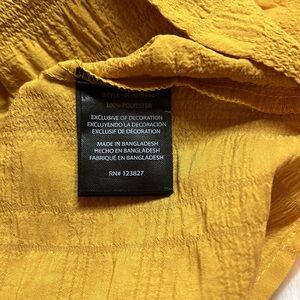 100% POLYESTER
EXCLUSIVE OF DECORATION
EXCLUYENDO LA DECORACIÓN
EXCLUSIF DE DÉCORATION
MADE IN BANGLADESH
HECHO EN BANGLADESH
FABRIQUÉ EN BANGLADESH
RN# 123827